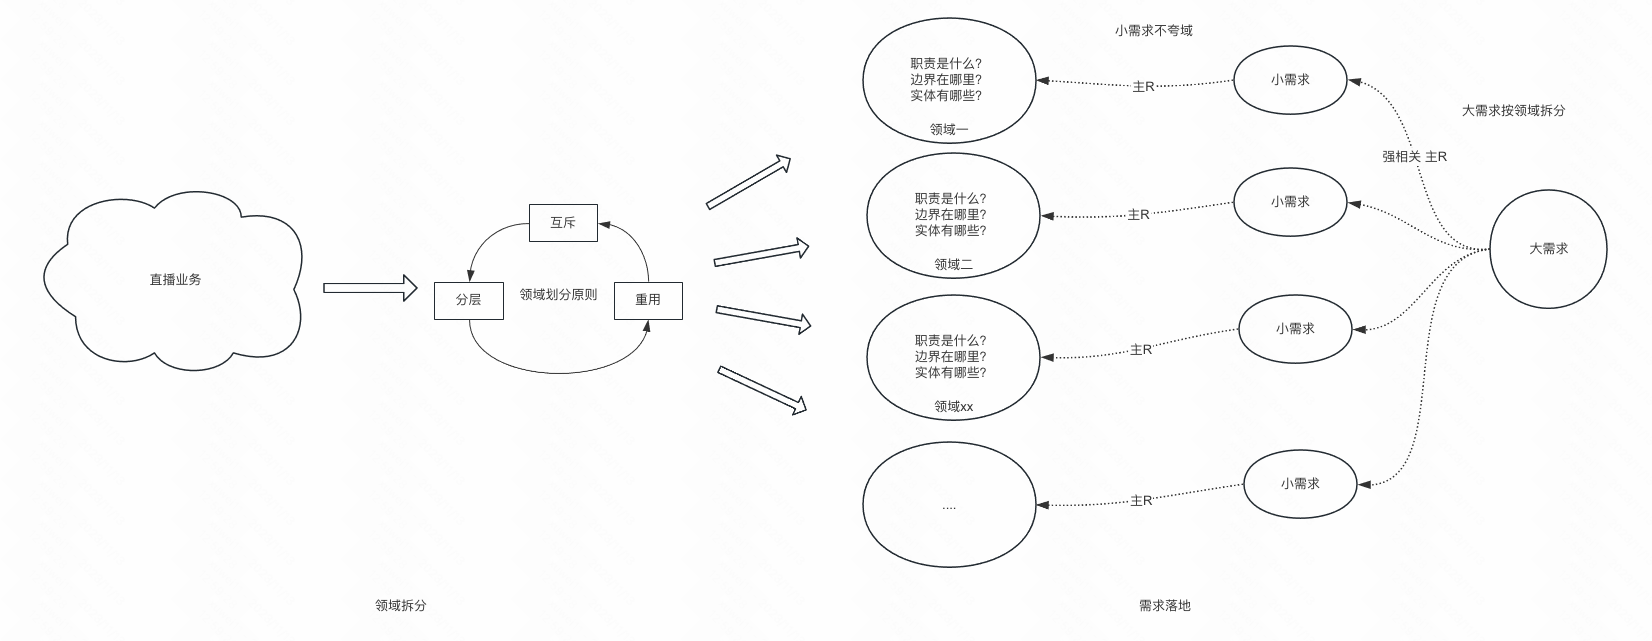 直播业务
互斥
分层
领域划分原则
重用
领域拆分
职责是什么?
边界在哪里?
实体有哪些?
领域一
职责是什么?
边界在哪里?
实体有哪些?
领域二
职责是什么?
边界在哪里?
实体有哪些?
领域xx
....
小需求不夸域
主R
主R
主R
主R
小需求
小需求
小需求
小需求
大需求按领域拆分
强相关 主R
大需求
需求落地